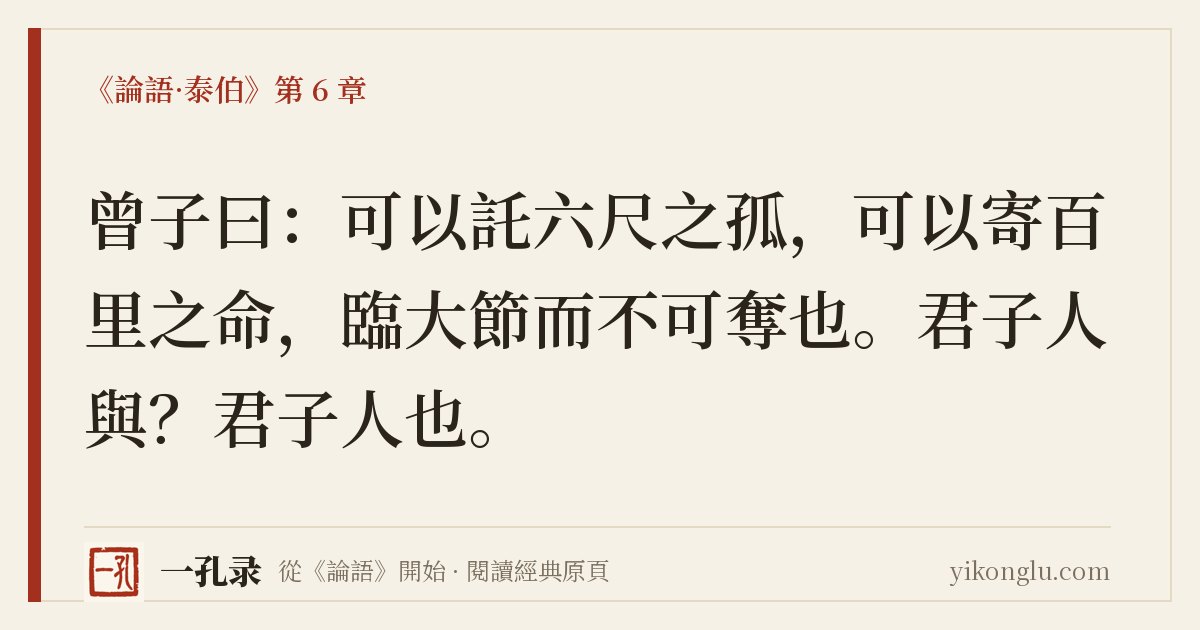 《論語·泰伯》第 6 章
曾子曰：可以託六尺之孤，可以寄百
里之命，臨大節而不可奪也。君子人
與？君子人也。
一孔
一孔录 從《論語》開始 · 閱讀經典原頁
yikonglu.com